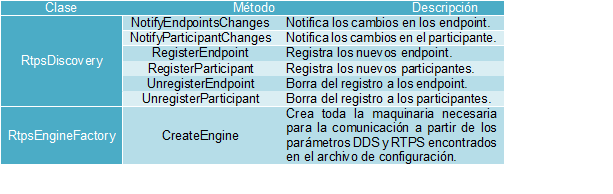 Clase Método Descripción
RtpsDiscovery
NotifyEndpointsChanges Notifica los cambios en los endpoint.
NotifyParticipantChanges Notifica los cambios en el participante.
RegisterEndpoint Registra los nuevos endpoint.
RegisterParticipant Registra los nuevos participantes.
UnregisterEndpoint Borra del registro a los endpoint.
UnregisterParticipant Borra del registro a los participantes.
RtpsEngineFactory
CreateEngine
Crea toda la maquinaria necesaria
para la comunicación a partir de los
parámetros DDS y RTPS encontrados
en el archivo de configuración.